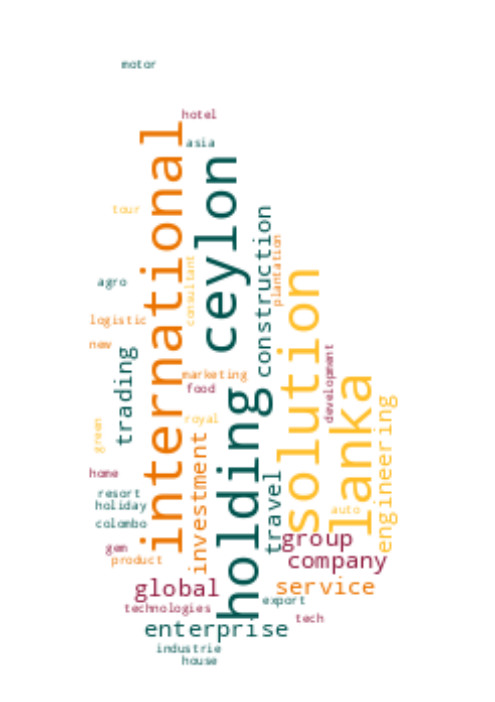 motor
hotel
international
asia
ceylon
tour
construction
plantation
consultant
solution
agro
logistic
new
trading
development
marketing
lanka
food
holding
engineering
royal
green
investment
home
travel
resort
holiday
auto
colombo
group
gem
company
product
global
service
export
technologies
tech
enterprise
industrie
house